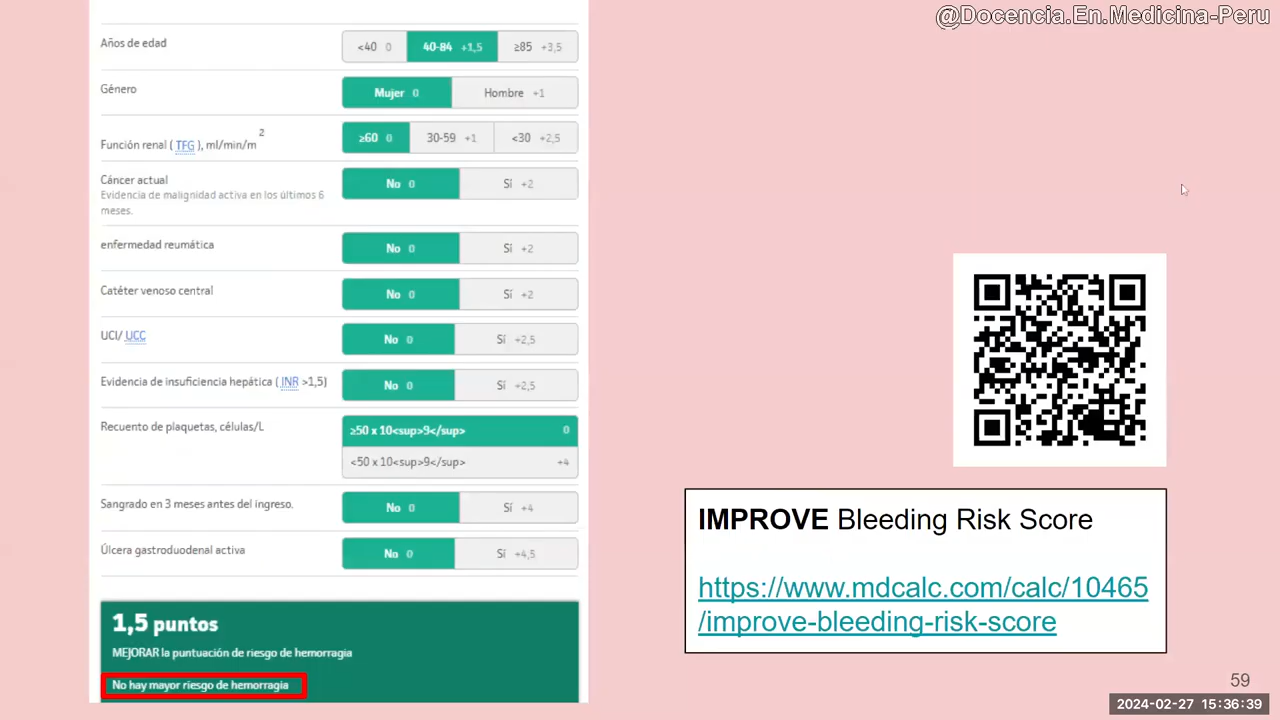 @Docencia.En.Medicina-Peru
Años de edad
<40 0
40-84 +1,5
≥85 +3,5
Género
Mujer 0
Hombre +1
Función renal ( TFG ), ml/min/m 2
≥60 0
30-59 +1
<30 +2,5
Cáncer actual
Evidencia de malignidad activa en los últimos 6
meses.
No 0
Sí +2
enfermedad reumática
No 0
Sí +2
Catéter venoso central
No 0
Sí +2
UCI/ UCC
No 0
Sí +2,5
Evidencia de insuficiencia hepática ( INR >1,5)
No 0
Sí +2,5
Recuento de plaquetas, células/L
≥50 x 10<sup>9</sup> 0
<50 x 10<sup>9</sup> +4
Sangrado en 3 meses antes del ingreso.
No 0
Sí +4
Úlcera gastroduodenal activa
No 0
Sí +4,5
1,5 puntos
MEJORAR la puntuación de riesgo de hemorragia
No hay mayor riesgo de hemorragia
IMPROVE Bleeding Risk Score
https://www.mdcalc.com/calc/10465
/improve-bleeding-risk-score
59
2024-02-27 15:36:39